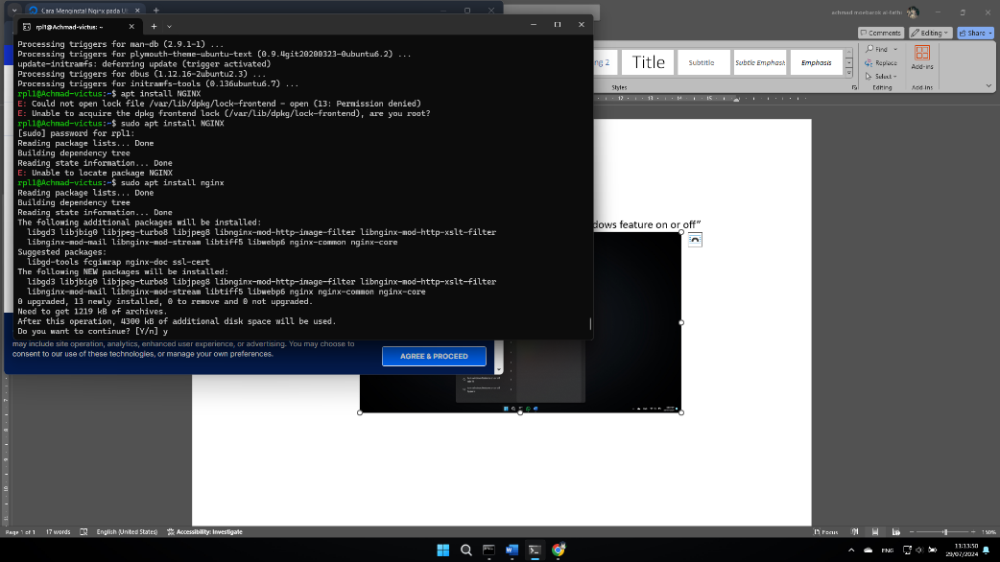 Cara Menginstal Nginx pada Us
achmad moebarok al-fathi
rpl1@Achmad-victus: ~
Comments
Editing
Share
Processing triggers for man-db (2.9.1-1) ...
Processing triggers for plymouth-theme-ubuntu-text (0.9.4git20200323-0ubuntu6.2) ...
update-initramfs: deferring update (trigger activated)
Processing triggers for dbus (1.12.16-2ubuntu2.3) ...
Processing triggers for initramfs-tools (0.136ubuntu6.7) ...
rpl1@Achmad-victus:~$ apt install NGINX
E: Could not open lock file /var/lib/dpkg/lock-frontend - open (13: Permission denied)
E: Unable to acquire the dpkg frontend lock (/var/lib/dpkg/lock-frontend), are you root?
rpl1@Achmad-victus:~$ sudo apt install NGINX
[sudo] password for rpl1:
Reading package lists... Done
Building dependency tree
Reading state information... Done
E: Unable to locate package NGINX
rpl1@Achmad-victus:~$ sudo apt install nginx
Reading package lists... Done
Building dependency tree
Reading state information... Done
The following additional packages will be installed:
libgd3 libjbig0 libjpeg-turbo8 libjpeg8 libnginx-mod-http-image-filter libnginx-mod-http-xslt-filter
libnginx-mod-mail libnginx-mod-stream libtiff5 libwebp6 nginx-common nginx-core
Suggested packages:
libgd-tools fcgiwrap nginx-doc ssl-cert
The following NEW packages will be installed:
libgd3 libjbig0 libjpeg-turbo8 libjpeg8 libnginx-mod-http-image-filter libnginx-mod-http-xslt-filter
libnginx-mod-mail libnginx-mod-stream libtiff5 libwebp6 nginx nginx-common nginx-core
0 upgraded, 13 newly installed, 0 to remove and 0 not upgraded.
Need to get 1219 kB of archives.
After this operation, 4300 kB of additional disk space will be used.
Do you want to continue? [Y/n] y
ng 2
Title
Subtitle
Subtle Emphasis
Emphasis
Find
Replace
Select
Add-ins
Styles
Editing
Add-ins
12 13 14 15 17 18 19
dows feature on or off”
may include site operation, analytics, enhanced user experience, or advertising. You may choose to
consent to our use of these technologies, or manage your own preferences.
AGREE & PROCEED
Page 1 of 1
17 words
English (United States)
Accessibility: Investigate
Focus
150%
ENG
11:13:50
29/07/2024